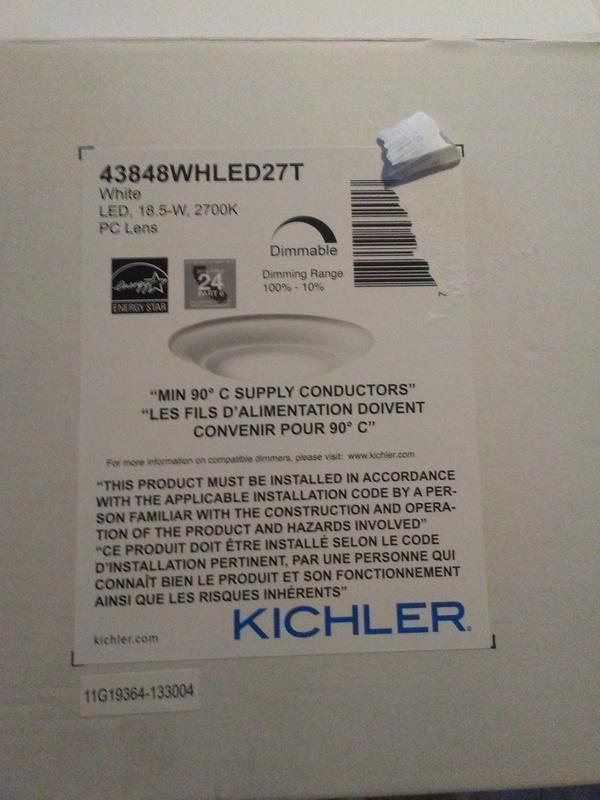 43848WHLED27T
White
LED, 18.5-W, 2700K
PC Lens
Dimmable
Dimming Range
100% - 10%
energy
ENERGY STAR
24
PART 6
7
“MIN 90° C SUPPLY CONDUCTORS”
“LES FILS D’ALIMENTATION DOIVENT
CONVENIR POUR 90° C”
For more information on compatible dimmers, please visit: www.kichler.com
“THIS PRODUCT MUST BE INSTALLED IN ACCORDANCE
WITH THE APPLICABLE INSTALLATION CODE BY A PER-
SON FAMILIAR WITH THE CONSTRUCTION AND OPERA-
TION OF THE PRODUCT AND HAZARDS INVOLVED”
“CE PRODUIT DOIT ÊTRE INSTALLÉ SELON LE CODE
D’INSTALLATION PERTINENT, PAR UNE PERSONNE QUI
CONNAÎT BIEN LE PRODUIT ET SON FONCTIONNEMENT
AINSI QUE LES RISQUES INHÉRENTS”
KICHLER®
kichler.com
11G19364-133004